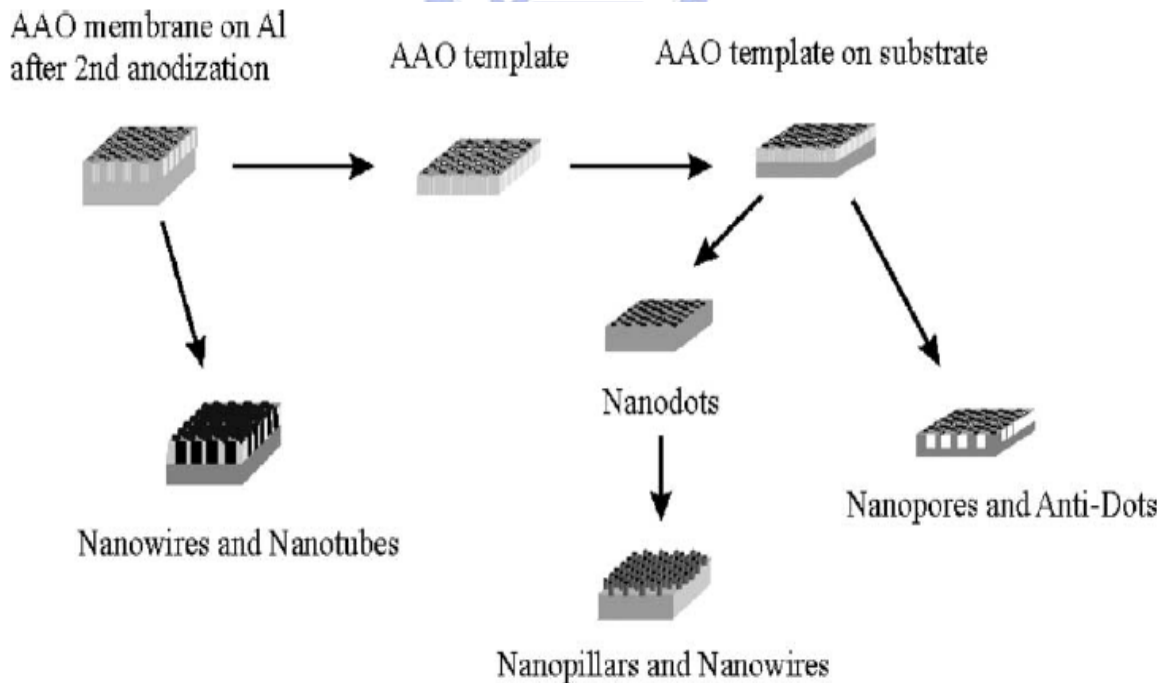 AAO membrane on Al
after 2nd anodization
AAO template
AAO template on substrate
Nanodots
Nanowires and Nanotubes
Nanopores and Anti-Dots
Nanopillars and Nanowires